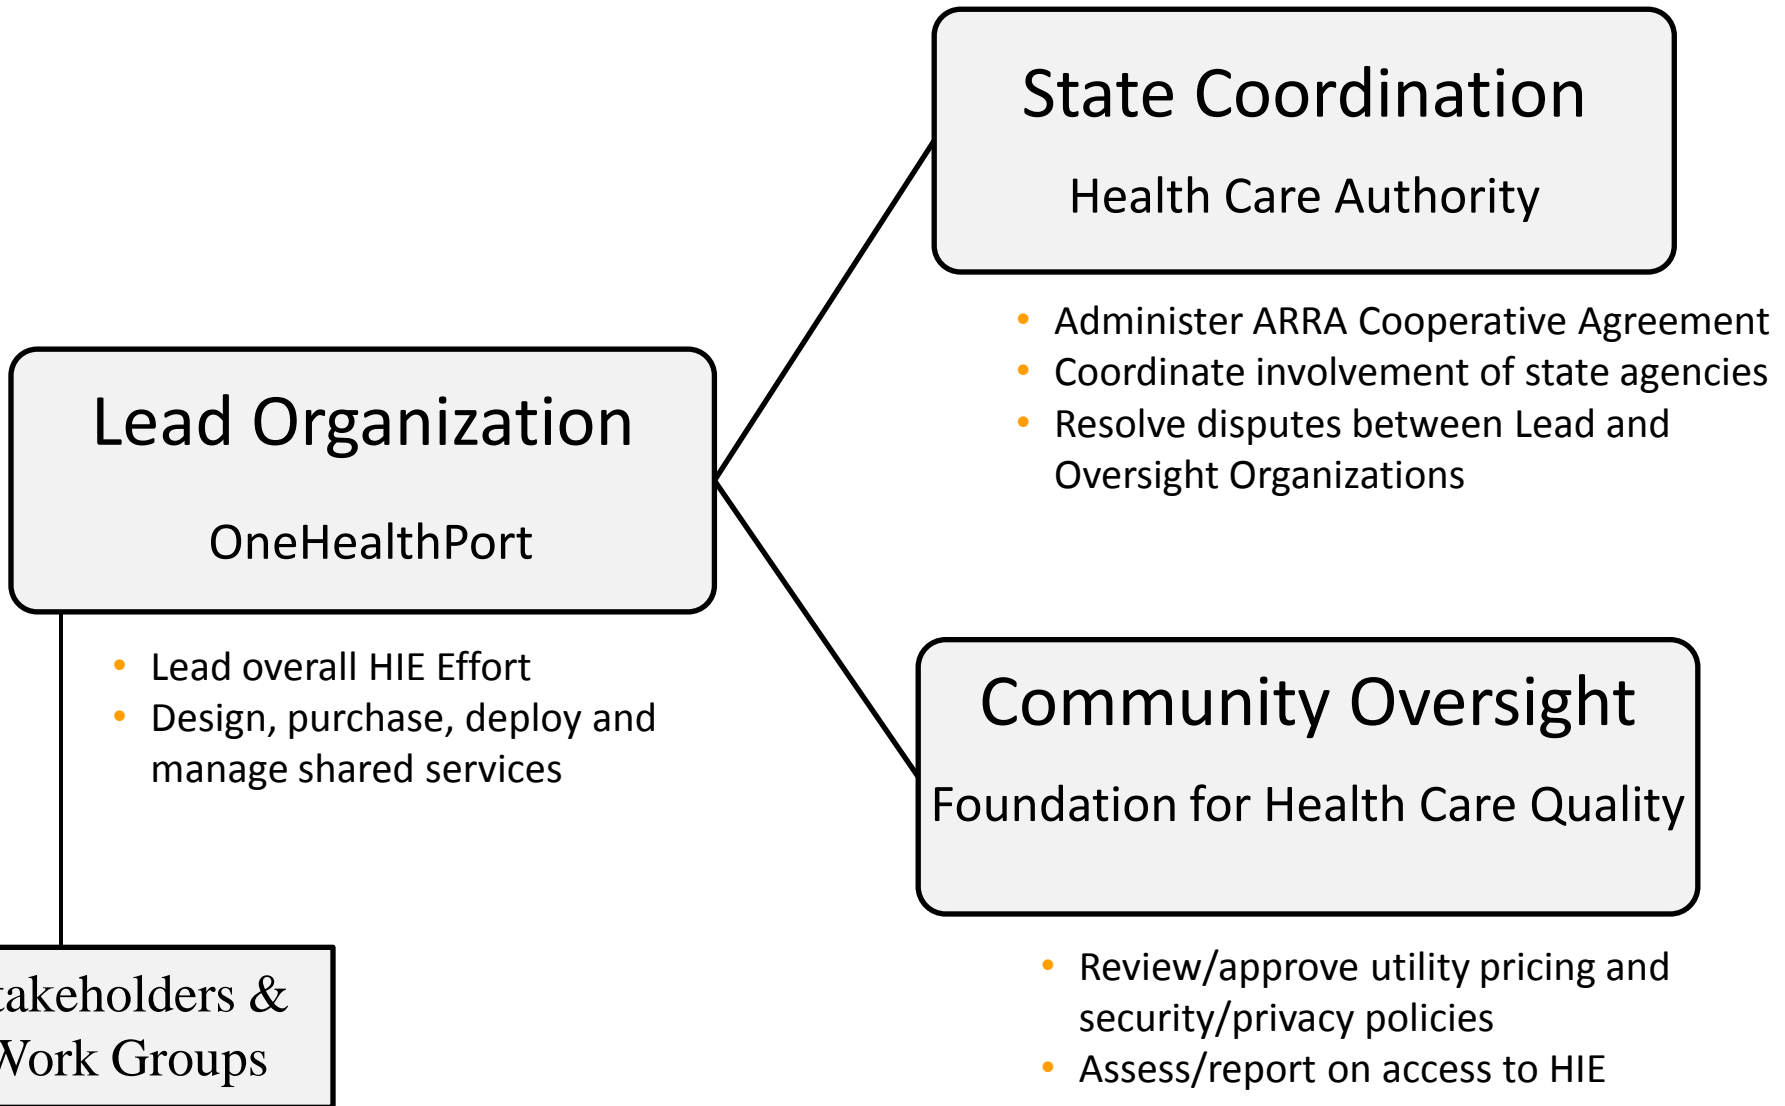 State Coordination
Health Care Authority
• Administer ARRA Cooperative Agreement
• Coordinate involvement of state agencies
• Resolve disputes between Lead and
Oversight Organizations
Lead Organization
OneHealthPort
• Lead overall HIE Effort
• Design, purchase, deploy and
manage shared services
Community Oversight
Foundation for Health Care Quality
• Review/approve utility pricing and
security/privacy policies
• Assess/report on access to HIE
takeholders &
Work Groups